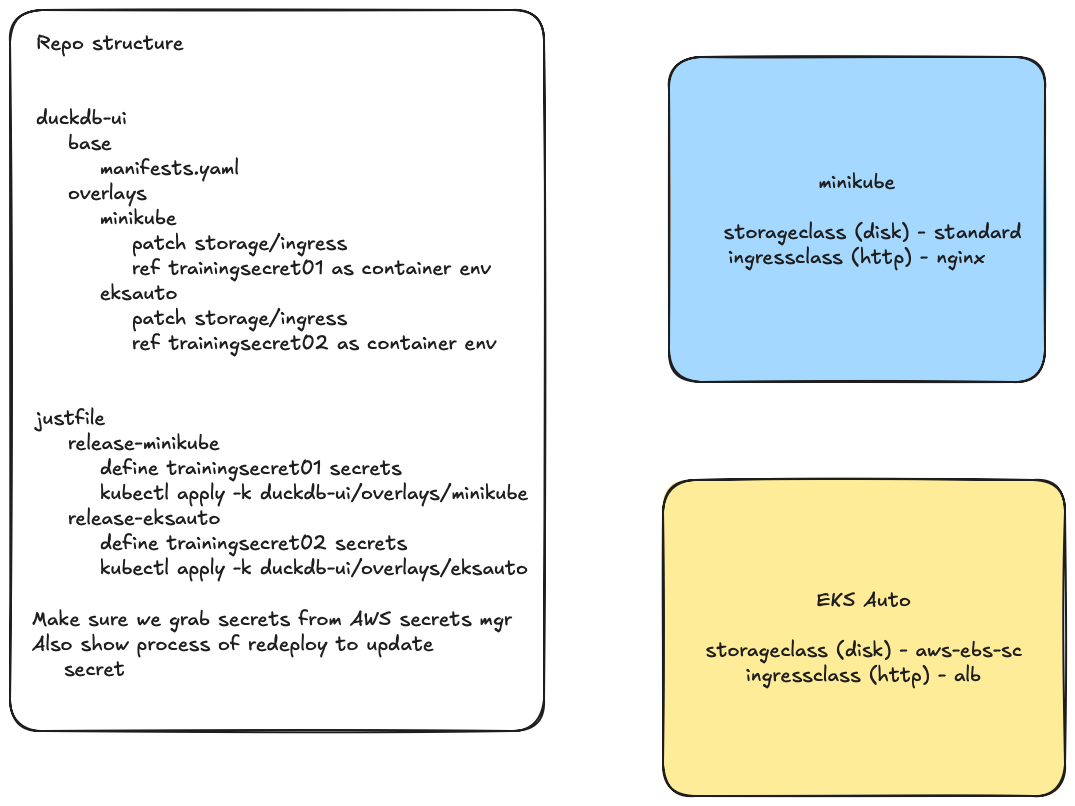 Repo structure
duckdb-ui
base
manifests.yaml
overlays
minikube
patch storage/ingress
ref trainingsecret01 as container env
eksauto
patch storage/ingress
ref trainingsecret02 as container env
justfile
release-minikube
define trainingsecret01 secrets
kubectl apply -k duckdb-ui/overlays/minikube
release-eksauto
define trainingsecret02 secrets
kubectl apply -k duckdb-ui/overlays/eksauto
Make sure we grab secrets from AWS secrets mgr
Also show process of redeploy to update
secret
minikube
storageclass (disk) - standard
ingressclass (http) - nginx
EKS Auto
storageclass (disk) - aws-ebs-sc
ingressclass (http) - alb